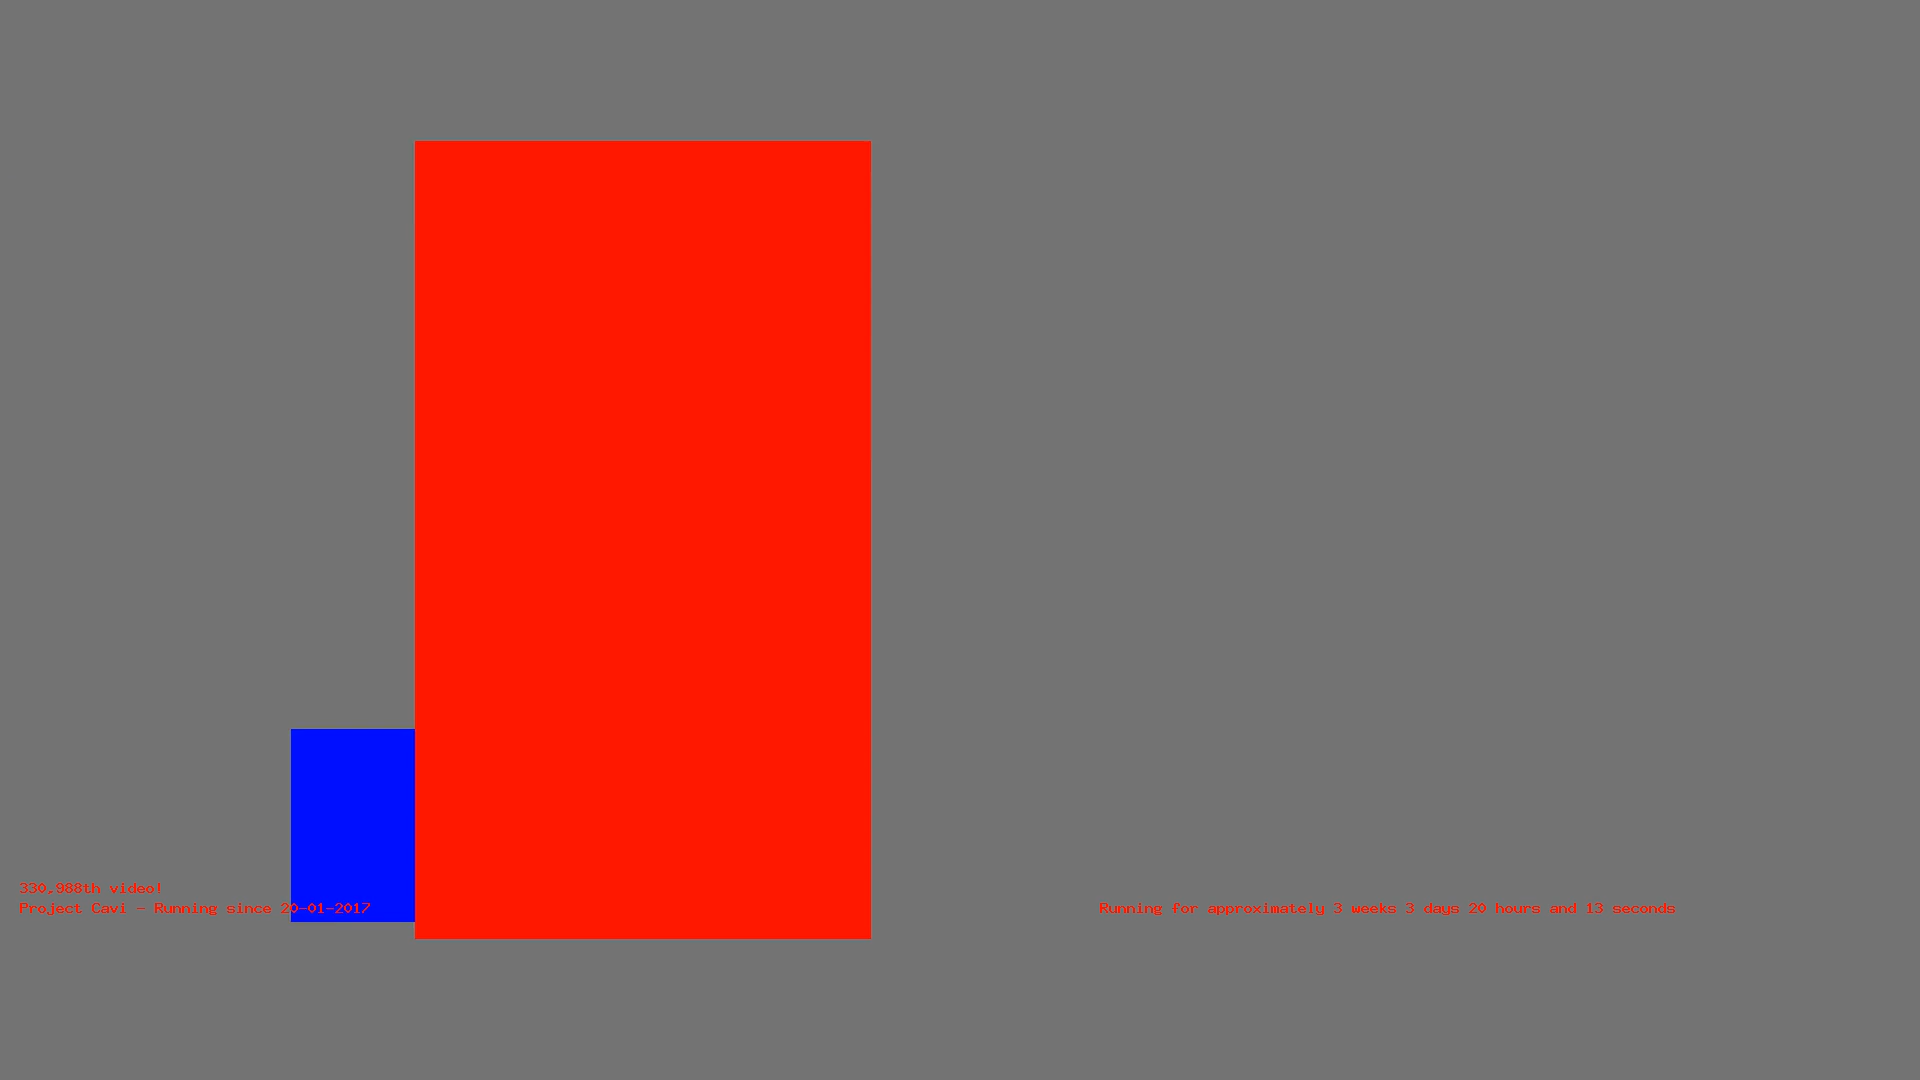 330,988th video!
Project Cavi - Running since 20-01-2017
Running for approximately 3 weeks 3 days 20 hours and 13 seconds